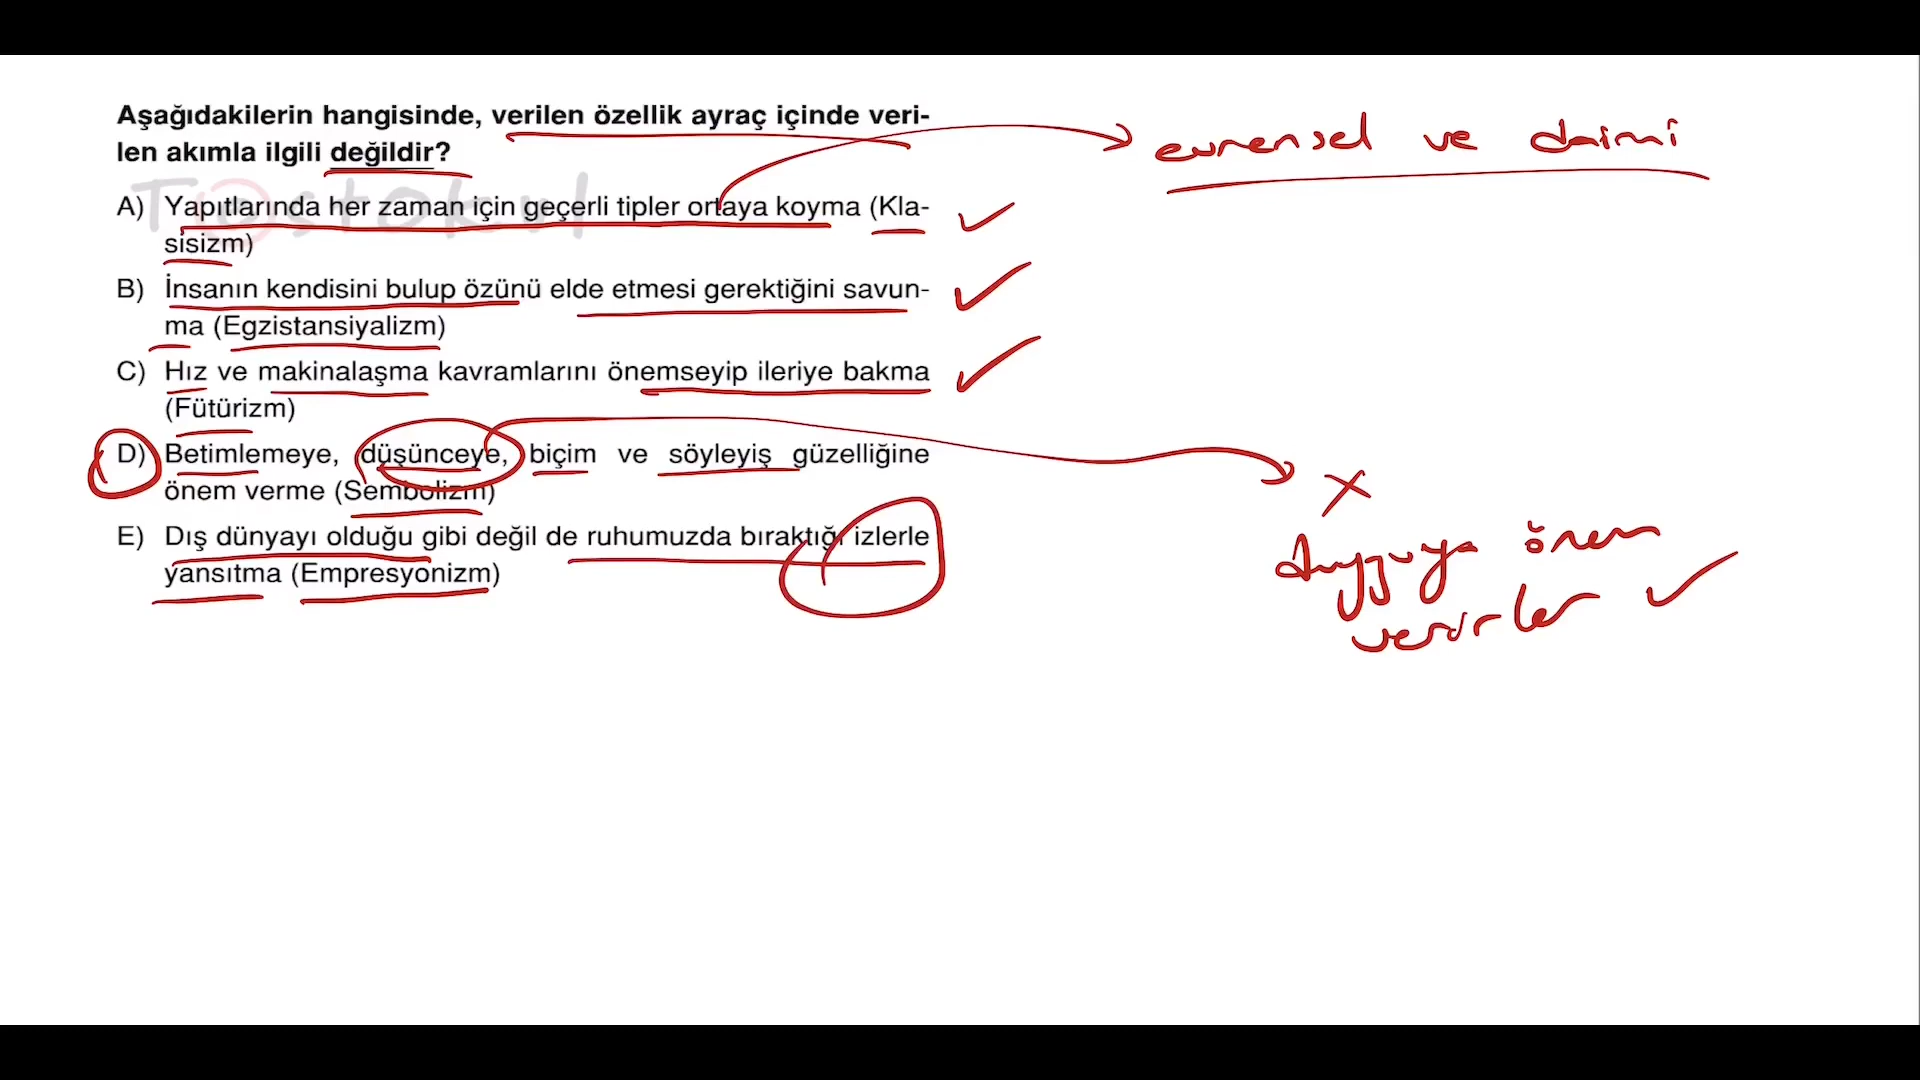 Aşağıdakilerin hangisinde, verilen özellik ayraç içinde veri-
len akımla ilgili değildir?
A) Yapıtlarında her zaman için geçerli tipler ortaya koyma (Kla-
sisizm)
B) İnsanın kendisini bulup özünü elde etmesi gerektiğini savun-
ma (Egzistansiyalizm)
C) Hız ve makinalaşma kavramlarını önemseyip ileriye bakma
(Fütürizm)
D) Betimlemeye, düşünceye, biçim ve söyleyiş güzelliğine
önem verme (Sembolizm)
E) Dış dünyayı olduğu gibi değil de ruhumuzda bıraktığı izlerle
yansıtma (Empresyonizm)
evrensel ve daimi
duyguya önem
verirler